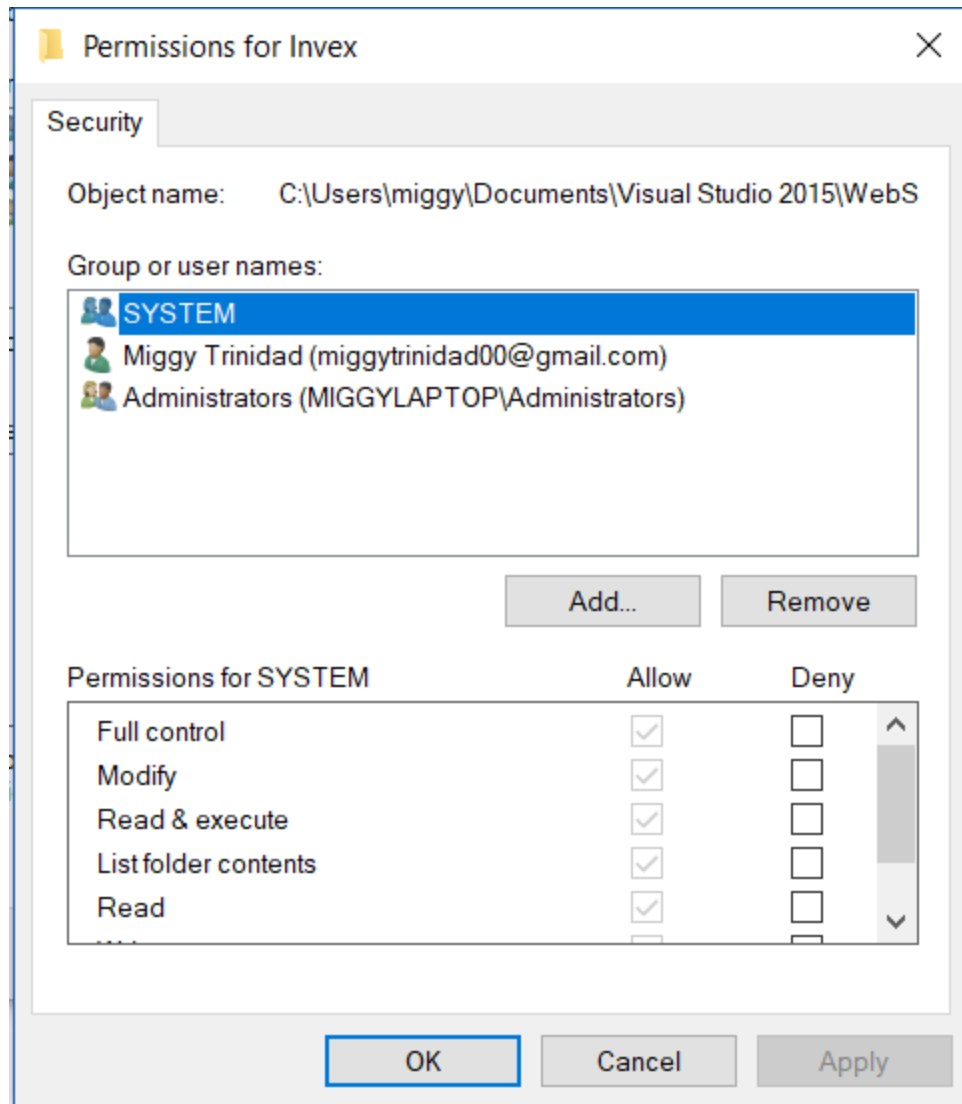 Permissions for Invex
Security
Object name: C:\Users\miggy\Documents\Visual Studio 2015\WebS
Group or user names:
SYSTEM
Miggy Trinidad (miggytrinidad00@gmail.com)
Administrators (MIGGYLAPTOP\Administrators)
Add... Remove
Permissions for SYSTEM Allow Deny
Full control
Modify
Read & execute
List folder contents
Read
OK Cancel Apply